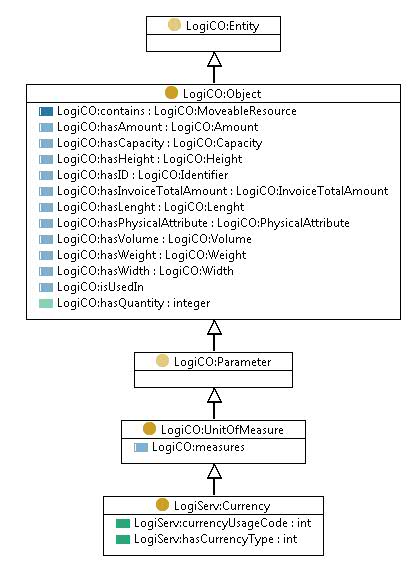 LogiCO:Entity
LogiCO:Object
LogiCO:contains : LogiCO:MoveableResource
LogiCO:hasAmount : LogiCO:Amount
LogiCO:hasCapacity : LogiCO:Capacity
LogiCO:hasHeight : LogiCO:Height
LogiCO:hasID : LogiCO:Identifier
LogiCO:hasInvoiceTotalAmount : LogiCO:InvoiceTotalAmount
LogiCO:hasLenght : LogiCO:Lenght
LogiCO:hasPhysicalAttribute : LogiCO:PhysicalAttribute
LogiCO:hasVolume : LogiCO:Volume
LogiCO:hasWeight : LogiCO:Weight
LogiCO:hasWidth : LogiCO:Width
LogiCO:isUsedIn
LogiCO:hasQuantity : integer
LogiCO:Parameter
LogiCO:UnitOfMeasure
LogiCO:measures
LogiServ:Currency
LogiServ:currencyUsageCode : int
LogiServ:hasCurrencyType : int